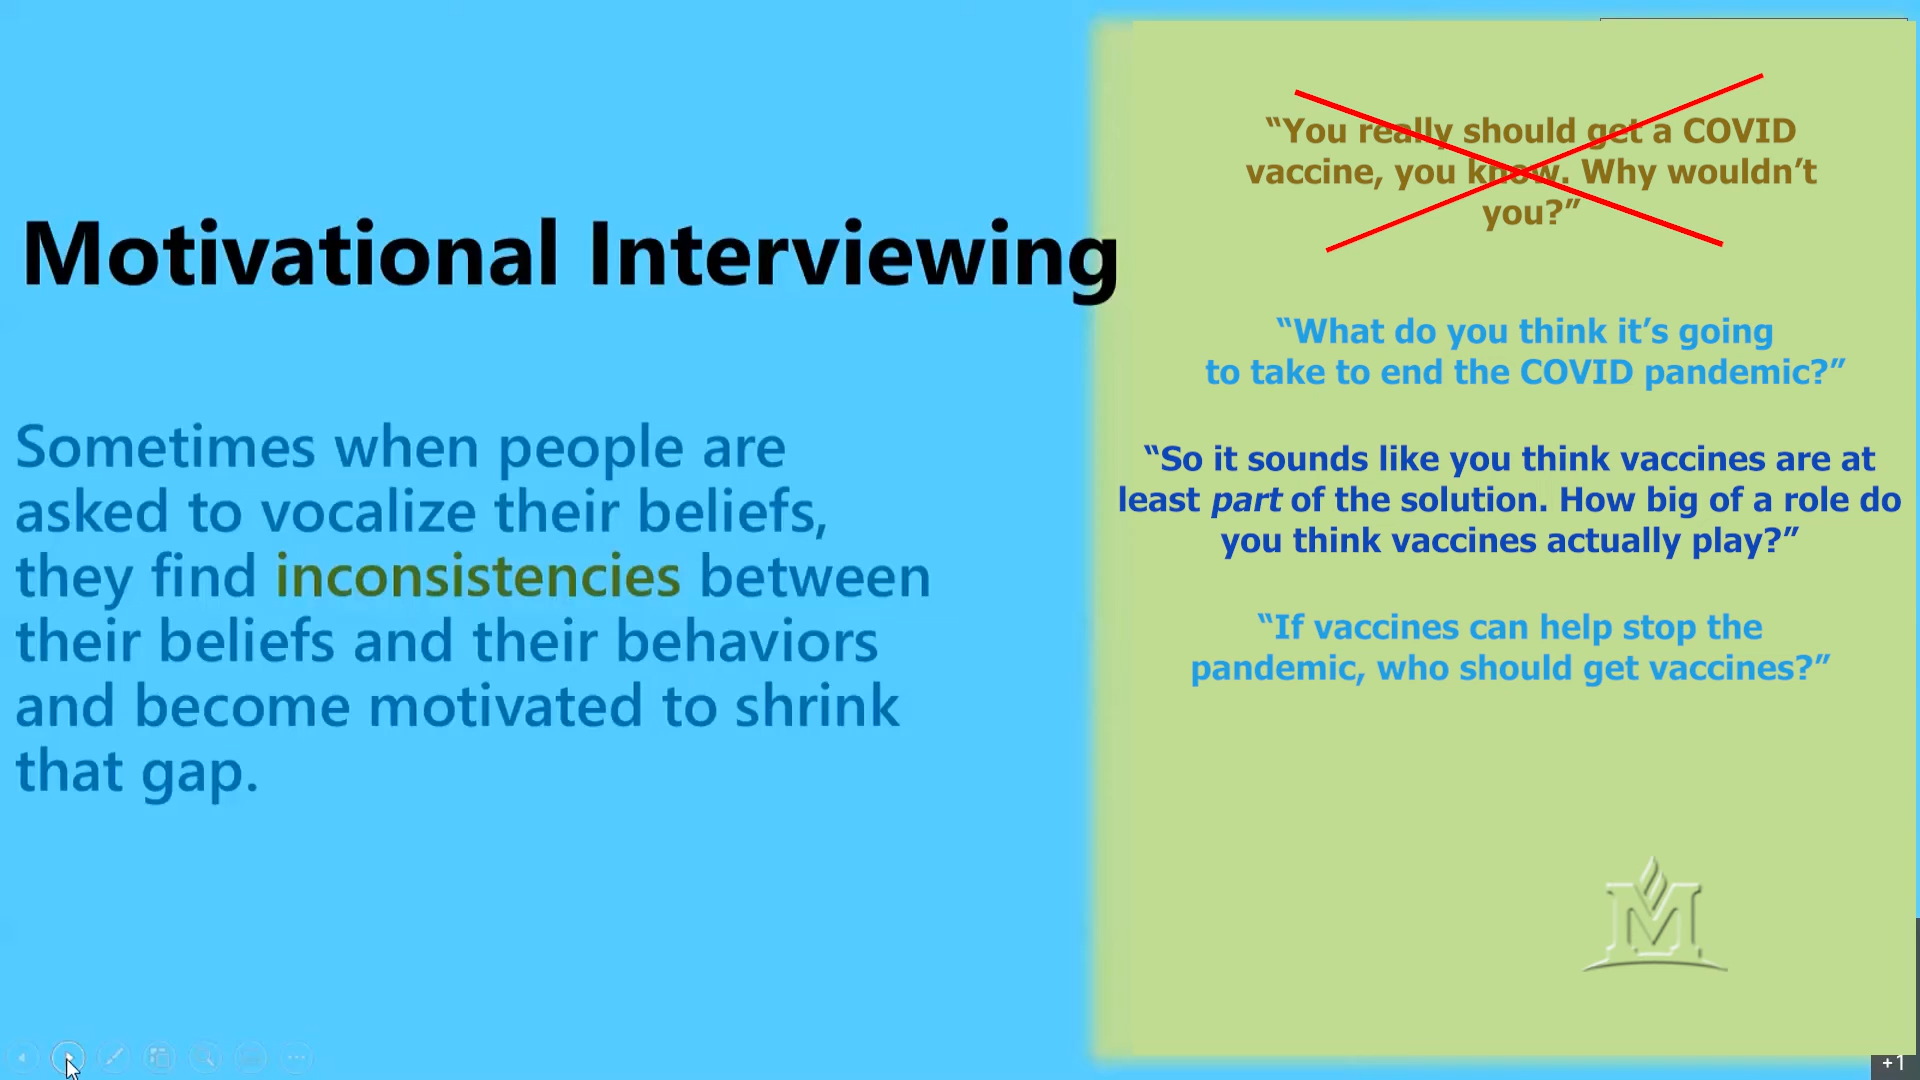 Motivational Interviewing
Sometimes when people are
asked to vocalize their beliefs,
they find inconsistencies between
their beliefs and their behaviors
and become motivated to shrink
that gap.
“You really should get a COVID
vaccine, you know. Why wouldn’t
you?”
“What do you think it’s going
to take to end the COVID pandemic?”
“So it sounds like you think vaccines are at
least part of the solution. How big of a role do
you think vaccines actually play?”
“If vaccines can help stop the
pandemic, who should get vaccines?”
M
+1